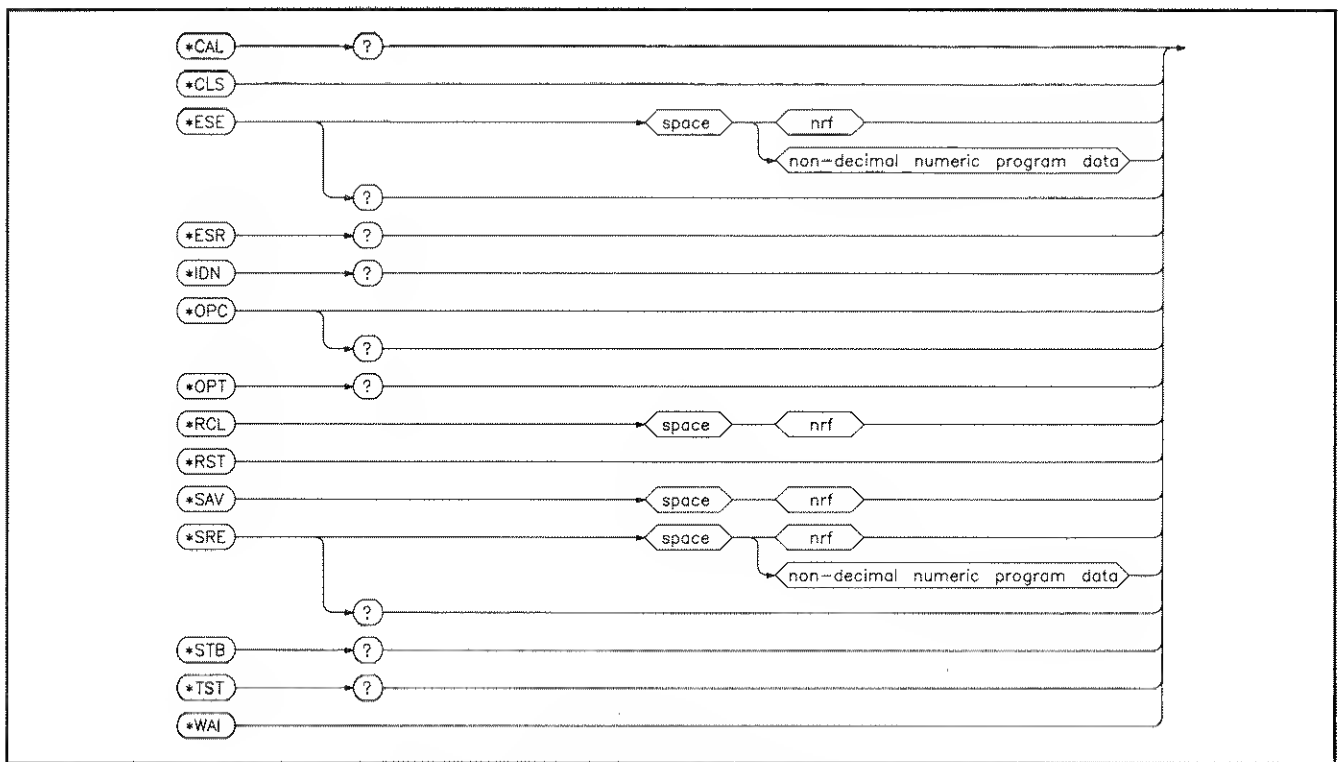 *CAL ?
*CLS
*ESE space nrf
non-decimal numeric program data
?
*ESR ?
*IDN ?
*OPC
?
*OPT ?
*RCL space nrf
*RST
*SAV space nrf
*SRE space nrf
non-decimal numeric program data
?
*STB ?
*TST ?
*WAI